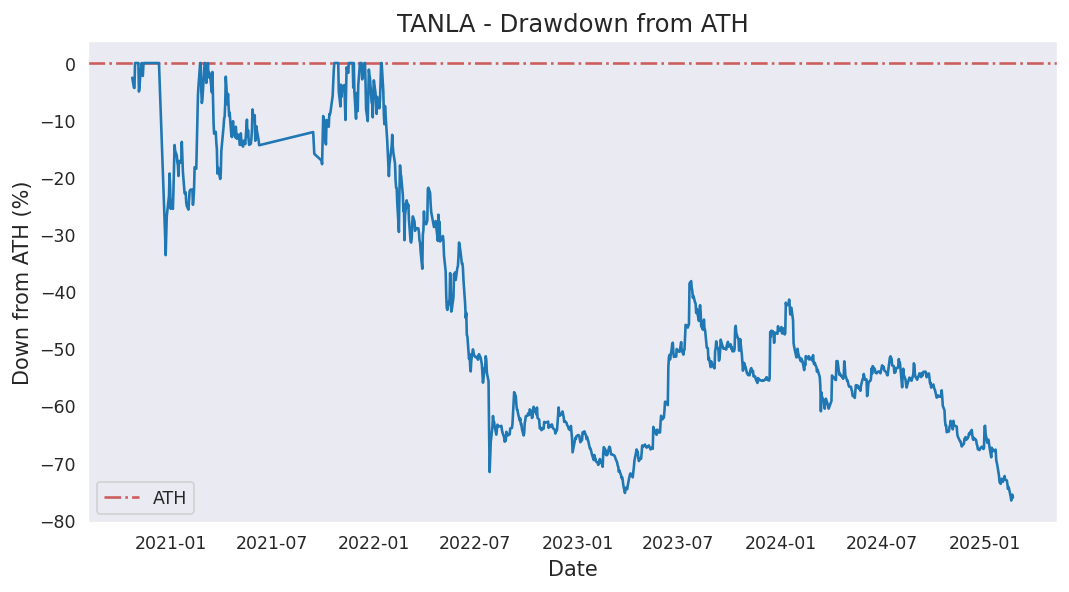 TANLA - Drawdown from ATH
Down from ATH (%)
0
−10
−20
−30
−40
−50
−60
−70
−80
ATH
2021-01 2021-07 2022-01 2022-07 2023-01 2023-07 2024-01 2024-07 2025-01
Date